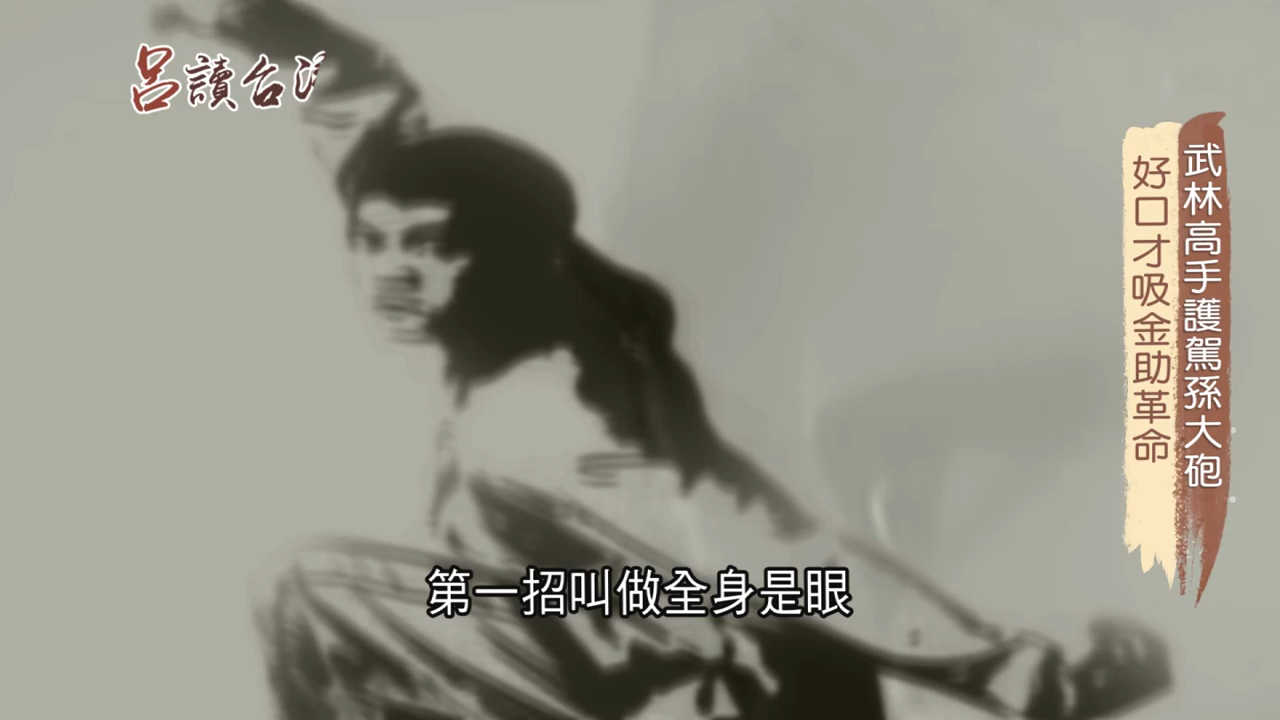 呂讀台灣
武林高手護駕孫大砲
好口才吸金助革命
第一招叫做全身是眼